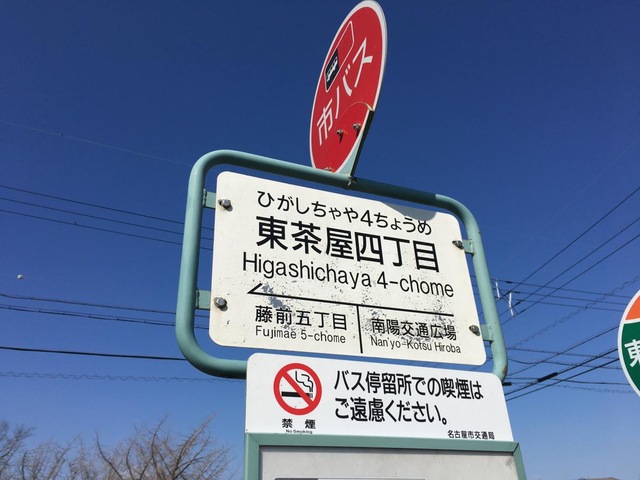 市バス
ひがしちゃや4ちょうめ
東茶屋四丁目
Higashichaya 4-chome
藤前五丁目
Fujimaé 5-chome
南陽交通広場
Nan'yo-Kotsu Hiroba
バス停留所での喫煙は
ご遠慮ください。
禁煙
No Smoking
名古屋市交通局
東